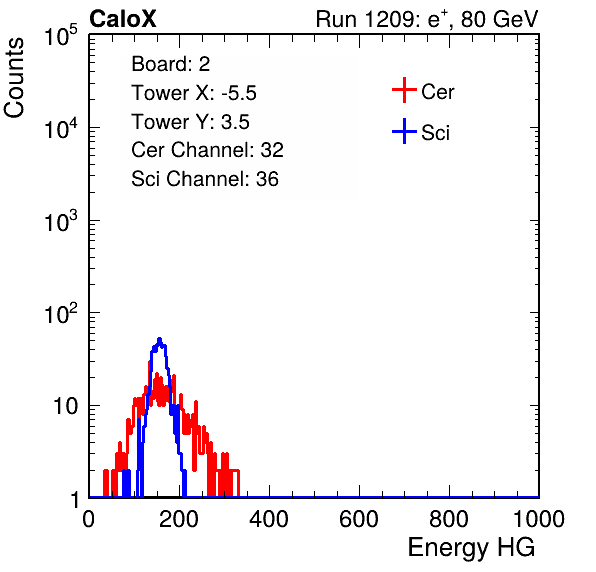 CaloX Run 1209: e⁺, 80 GeV
Counts
Board: 2
Tower X: -5.5
Tower Y: 3.5
Cer Channel: 32
Sci Channel: 36
Cer
Sci
10⁵
10⁴
10³
10²
10
1
0 200 400 600 800 1000
Energy HG